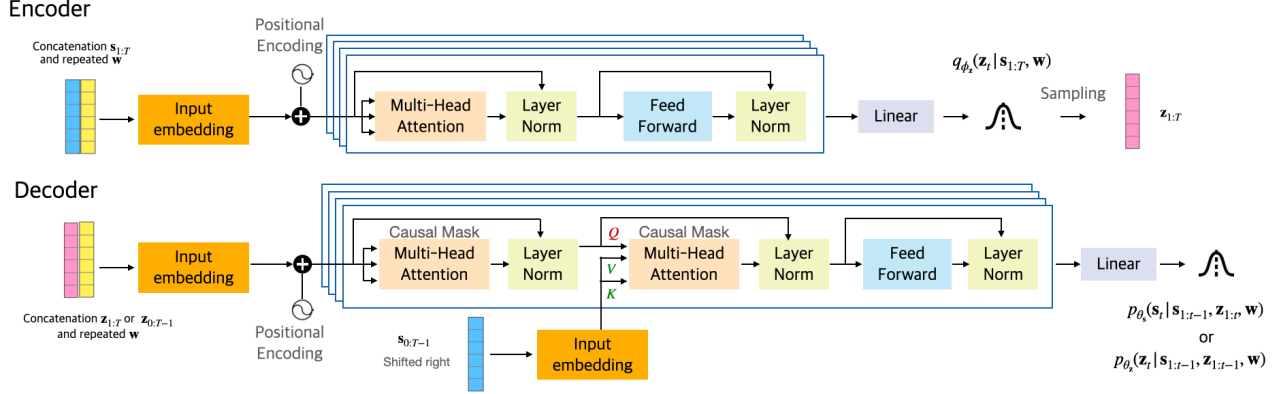 Encoder
Concatenation s₁:T
and repeated w
Input
embedding
Positional
Encoding
Multi-Head
Attention
Layer
Norm
Feed
Forward
Layer
Norm
Linear
qϕz(zt|s1:T, w)
Sampling
z1:T
Decoder
Concatenation z1:T or z0:T−1
and repeated w
Input
embedding
Positional
Encoding
Causal Mask
Multi-Head
Attention
Layer
Norm
Q
V
K
Causal Mask
Multi-Head
Attention
Layer
Norm
Feed
Forward
Layer
Norm
s0:T−1
Shifted right
Input
embedding
Linear
pθs(st|s1:t−1, z1:t, w)
or
pθz(zt|s1:t−1, z1:t−1, w)